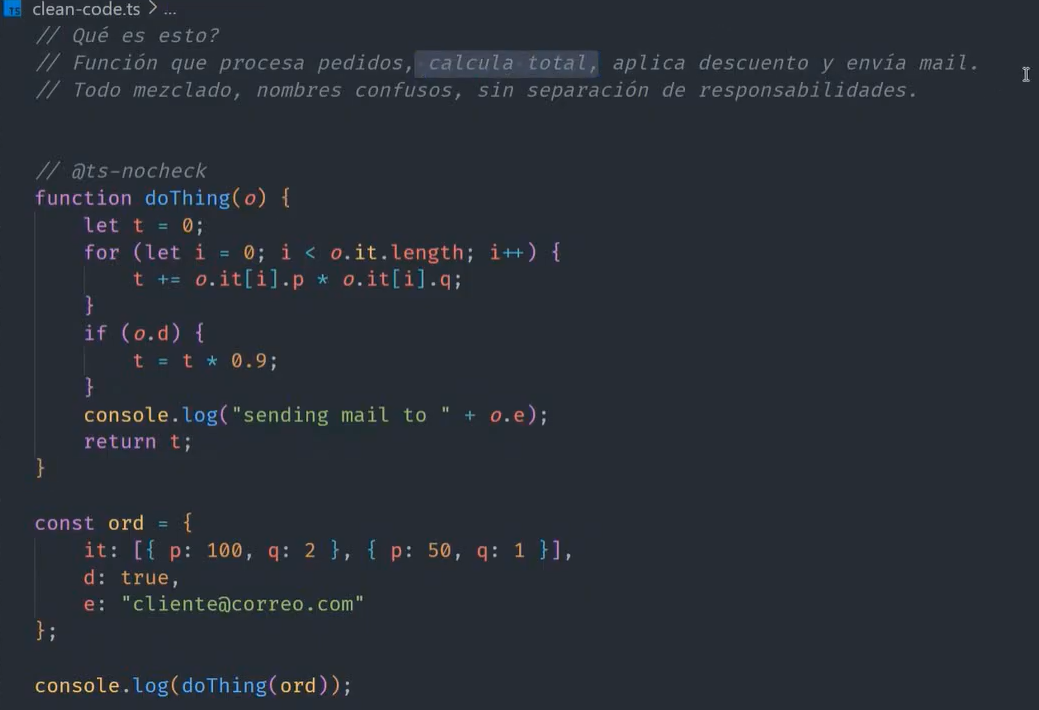 TS clean-code.ts > ...
// Qué es esto?
// Función que procesa pedidos, calcula total, aplica descuento y envía mail.
// Todo mezclado, nombres confusos, sin separación de responsabilidades.
// @ts-nocheck
function doThing(o) {
    let t = 0;
    for (let i = 0; i < o.it.length; i++) {
        t += o.it[i].p * o.it[i].q;
    }
    if (o.d) {
        t = t * 0.9;
    }
    console.log("sending mail to " + o.e);
    return t;
}
const ord = {
    it: [{ p: 100, q: 2 }, { p: 50, q: 1 }],
    d: true,
    e: "cliente@correo.com"
};
console.log(doThing(ord));